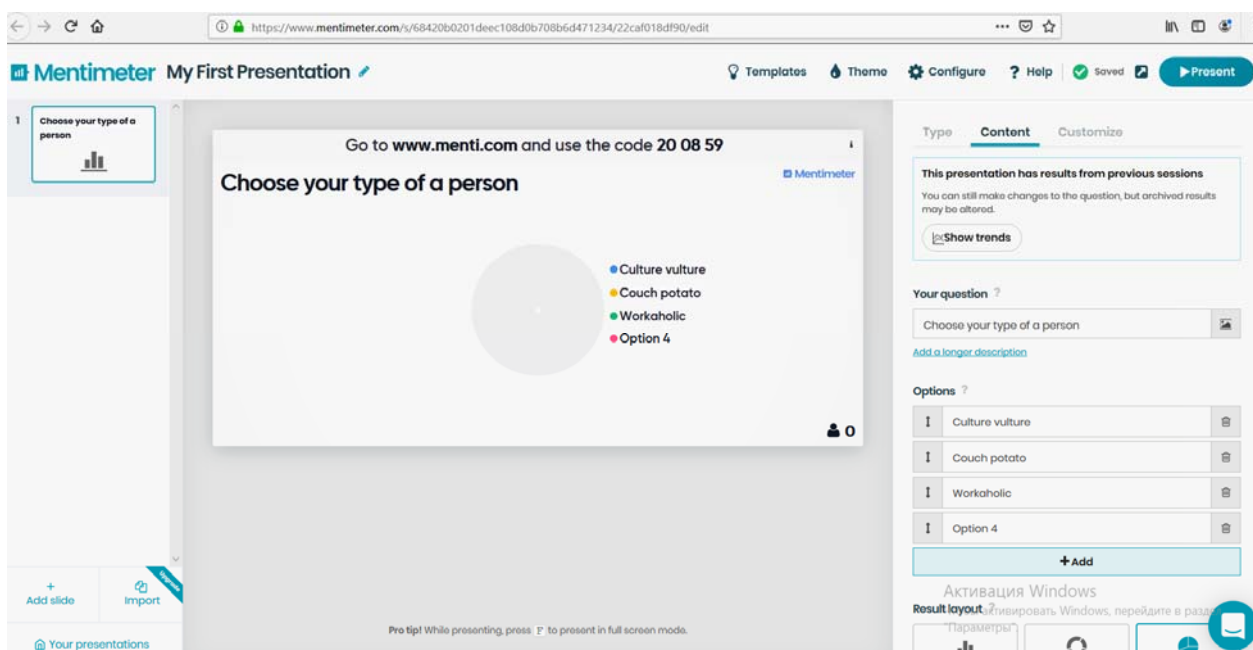 https://www.mentimeter.com/s/68420b0201deec108d0b708b6d471234/22caf018df90/edit
Mentimeter My First Presentation
Templates Theme Configure ? Help Saved Present
1 Choose your type of a person
Go to www.menti.com and use the code 20 08 59
Choose your type of a person
Mentimeter
Culture vulture
Couch potato
Workaholic
Option 4
0
Pro tip! While presenting, press F to present in full screen mode.
+
Add slide
Import
Upgrade
Your presentations
Type Content Customize
This presentation has results from previous sessions
You can still make changes to the question, but archived results
may be altered.
Show trends
Your question ?
Choose your type of a person
Add a longer description
Options ?
Culture vulture
Couch potato
Workaholic
Option 4
+Add
Активация Windows
Result layout ?
активировать Windows, перейдите в
"Параметры".